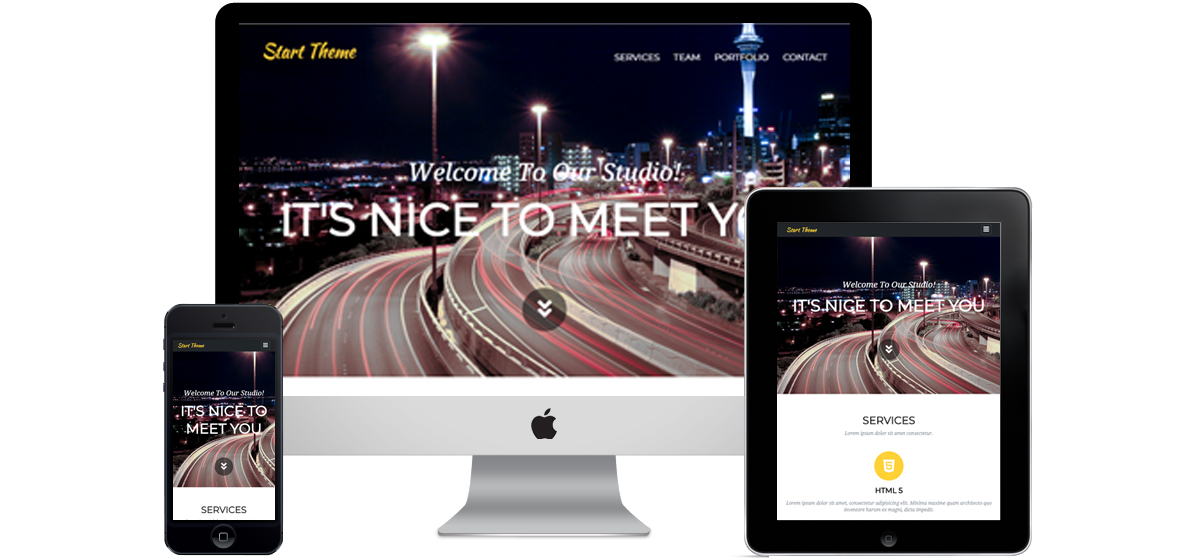 Start Theme
SERVICES TEAM PORTFOLIO CONTACT
Welcome To Our Studio!
IT'S NICE TO MEET
Start Theme
Welcome To Our Studio!
IT'S NICE TO
MEET YOU
SERVICES
Start Theme
Welcome To Our Studio!
IT'S NICE TO MEET YOU
SERVICES
Lorem ipsum dolor sit amet consectetur.
HTML 5
Lorem ipsum dolor sit amet, consectetur adipisicing elit. Minima maxime quam architecto quo
inventore harum ex magni, dicta impedit.